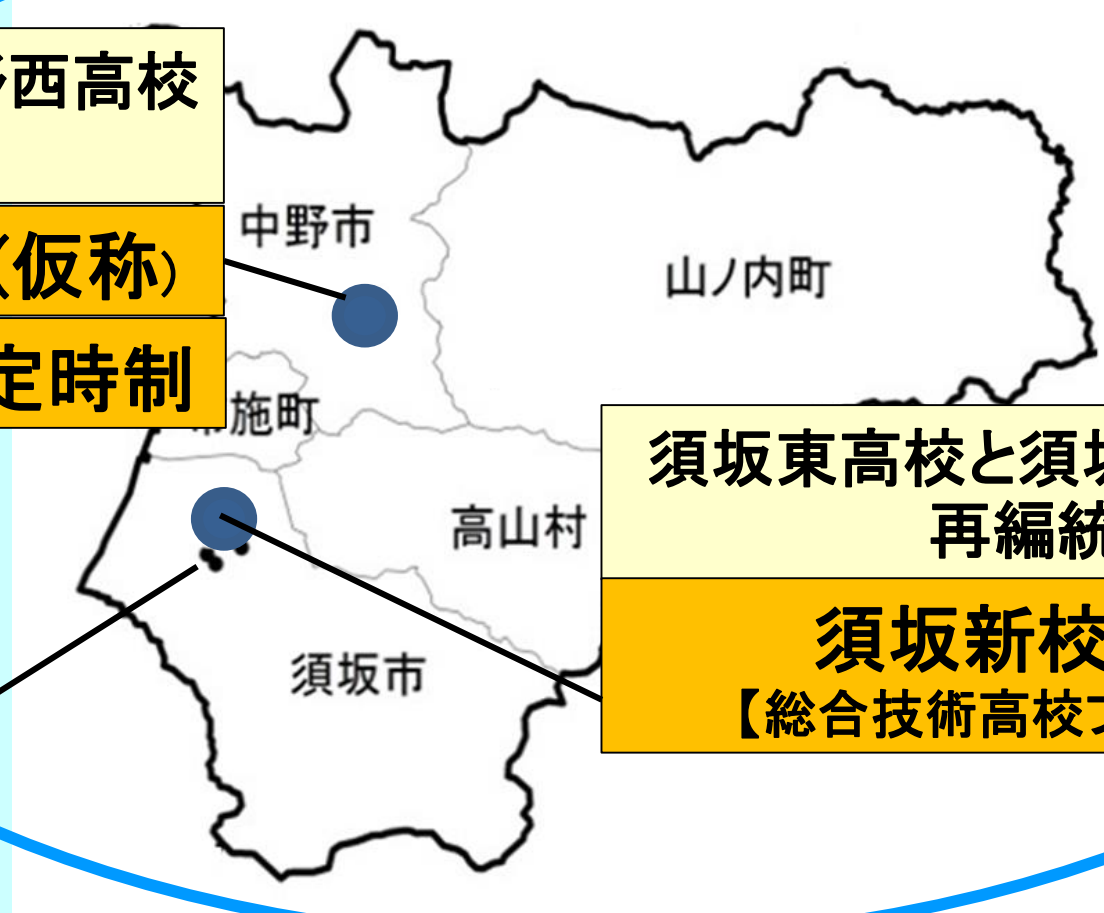 西高校
(仮称)
定時制
中野市
山ノ内町
施町
高山村
須坂市
須坂東高校と須坂
再編統
須坂新校
【総合技術高校